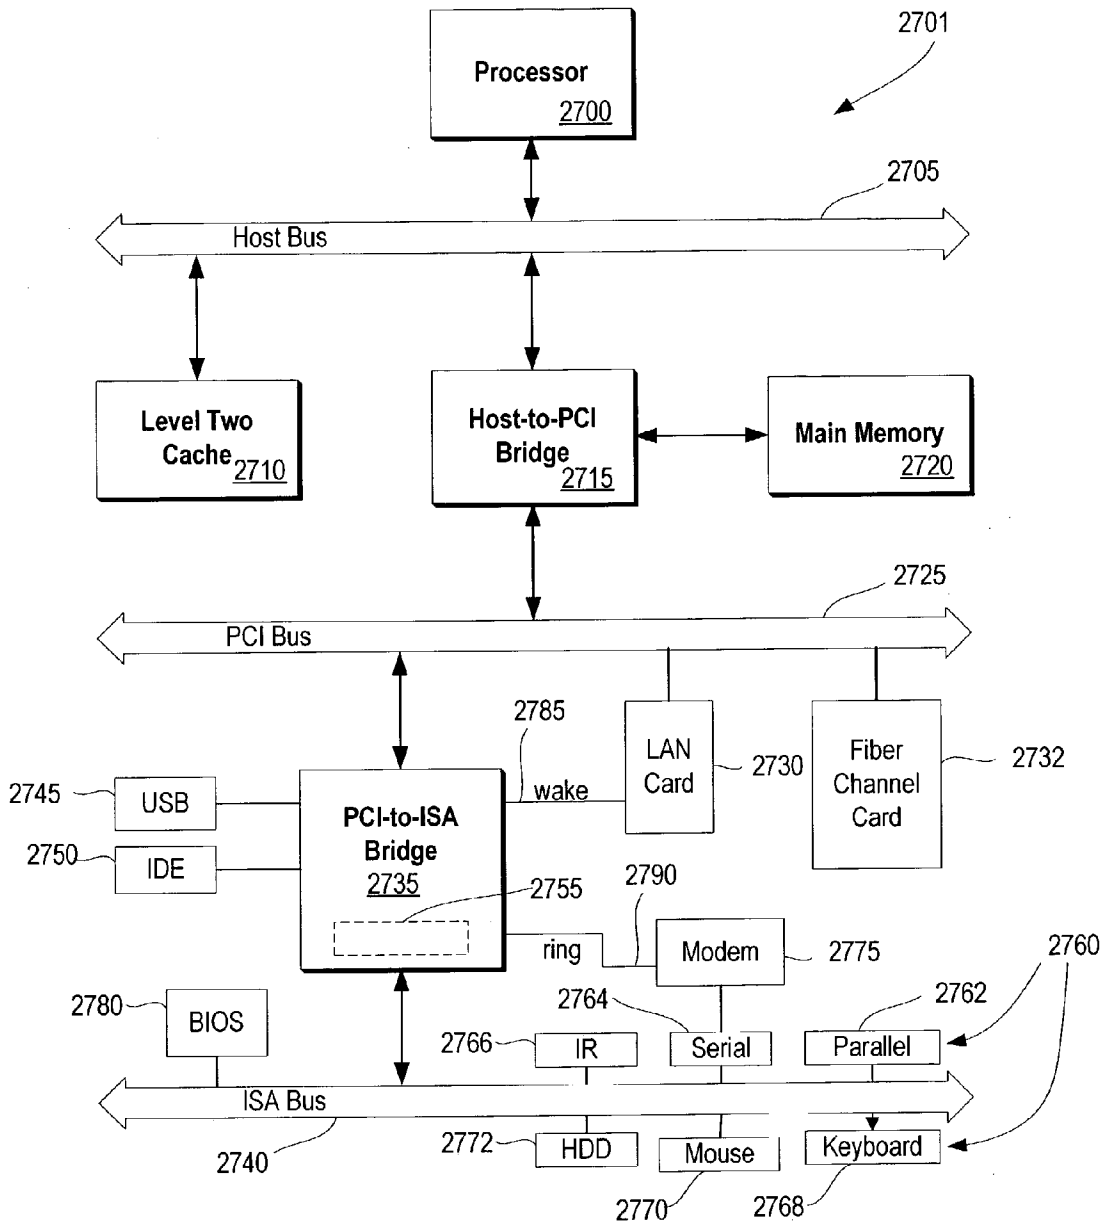 2701
Processor
2700
2705
Host Bus
Level Two
Cache
2710
Host-to-PCI
Bridge
2715
Main Memory
2720
2725
PCI Bus
2785
LAN
Card
2730
Fiber
Channel
Card
2732
2745
USB
wake
PCI-to-ISA
Bridge
2735
2750
IDE
2755
2790
ring
Modem
2775
2760
2780
BIOS
2764
2762
2766
IR
Serial
Parallel
ISA Bus
2740
2772
HDD
Mouse
Keyboard
2770
2768